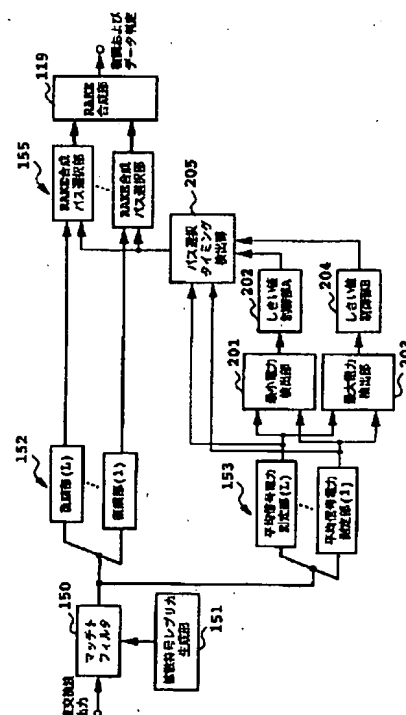 直交検波
出力
150
マッチト
フィルタ
拡散符号レプリカ
生成部
151
152
復調部(L)
復調部(1)
153
平均信号電力
測定部(L)
平均信号電力
測定部(1)
201
最小電力
検出部
最大電力
検出部
203
202
しきい値
制御部A
204
しきい値
制御部B
205
パス選択
タイミング
検出部
155
RAKE合成
パス選択部
RAKE合成
パス選択部
119
RAKE
合成部
復調および
データ判定